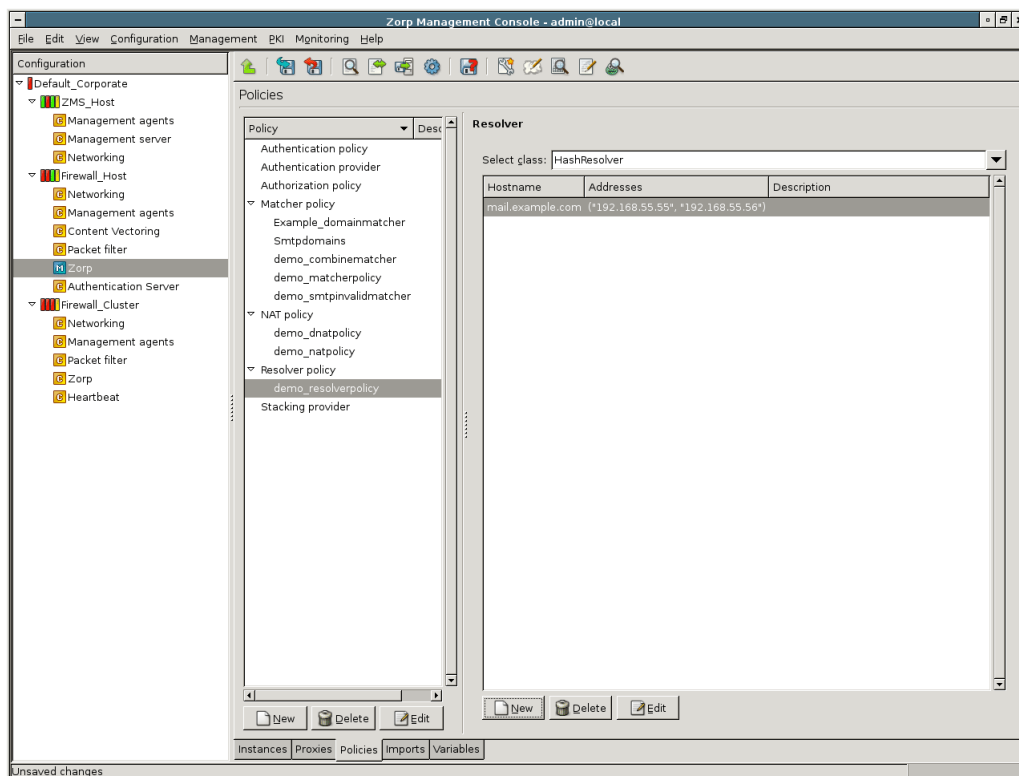 Zorp Management Console - admin@local
File Edit View Configuration Management PKI Monitoring Help
Configuration
Default_Corporate
ZMS_Host
Management agents
Management server
Networking
Firewall_Host
Networking
Management agents
Content Vectoring
Packet filter
Zorp
Authentication Server
Firewall_Cluster
Networking
Management agents
Packet filter
Zorp
Heartbeat
Policies
Policy Desc
Authentication policy
Authentication provider
Authorization policy
Matcher policy
Example_domainmatcher
Smtpdomains
demo_combinematcher
demo_matcherpolicy
demo_smtpinvalidmatcher
NAT policy
demo_dnatpolicy
demo_natpolicy
Resolver policy
demo_resolverpolicy
Stacking provider
New Delete Edit
Resolver
Select class: HashResolver
Hostname Addresses Description
mail.example.com ("192.168.55.55", "192.168.55.56")
New Delete Edit
Instances Proxies Policies Imports Variables
Unsaved changes